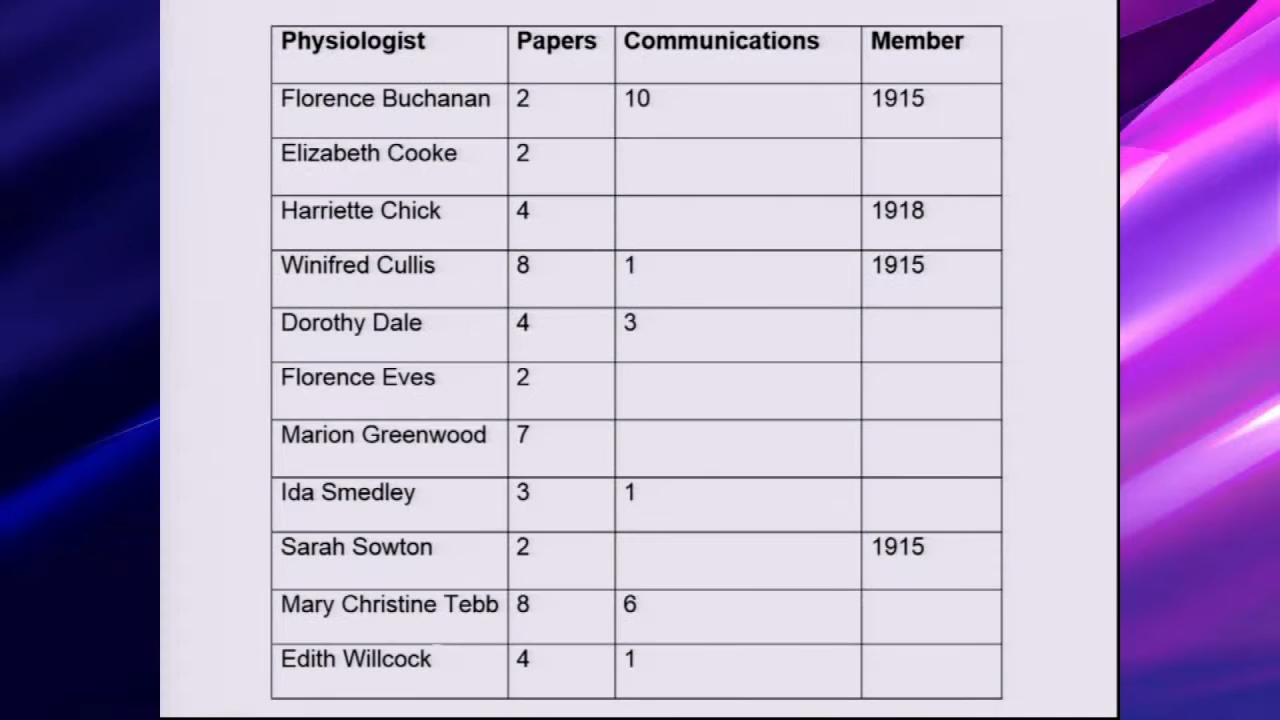 Physiologist Papers Communications Member
Florence Buchanan 2 10 1915
Elizabeth Cooke 2
Harriette Chick 4 1918
Winifred Cullis 8 1 1915
Dorothy Dale 4 3
Florence Eves 2
Marion Greenwood 7
Ida Smedley 3 1
Sarah Sowton 2 1915
Mary Christine Tebb 8 6
Edith Willcock 4 1